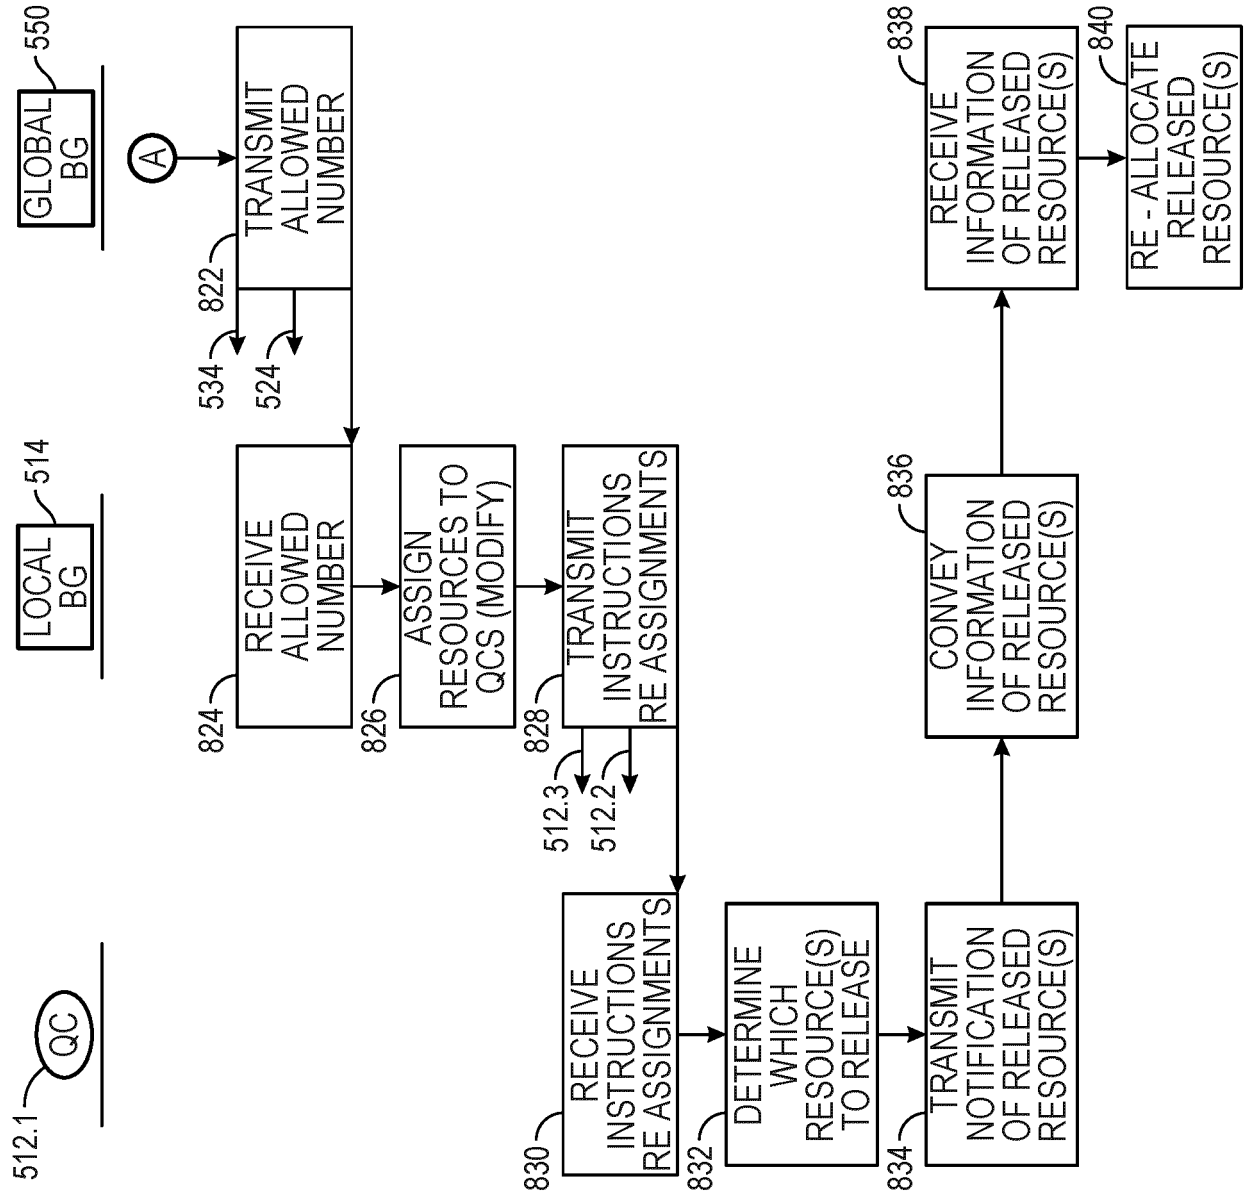 512.1
QC
LOCAL
BG
514
GLOBAL
BG
550
A
822
TRANSMIT
ALLOWED
NUMBER
534
524
824
RECEIVE
ALLOWED
NUMBER
826
ASSIGN
RESOURCES TO
QCS (MODIFY)
828
TRANSMIT
INSTRUCTIONS
RE ASSIGNMENTS
512.3
512.2
830
RECEIVE
INSTRUCTIONS
RE ASSIGNMENTS
832
DETERMINE
WHICH
RESOURCE(S)
TO RELEASE
834
TRANSMIT
NOTIFICATION
OF RELEASED
RESOURCE(S)
836
CONVEY
INFORMATION
OF RELEASED
RESOURCE(S)
838
RECEIVE
INFORMATION
OF RELEASED
RESOURCE(S)
840
RE - ALLOCATE
RELEASED
RESOURCE(S)